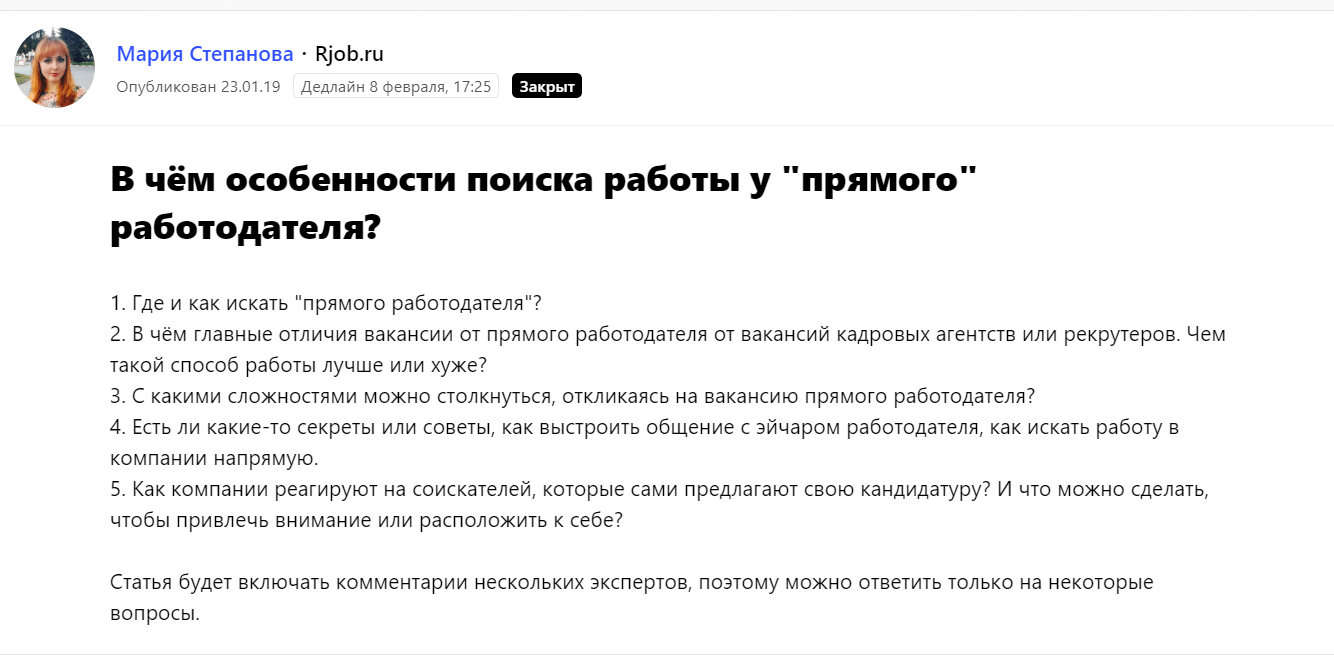 Мария Степанова · Rjob.ru
Опубликован 23.01.19 Дедлайн 8 февраля, 17:25 Закрыт
В чём особенности поиска работы у "прямого"
работодателя?
1. Где и как искать "прямого работодателя"?
2. В чём главные отличия вакансии от прямого работодателя от вакансий кадровых агентств или рекрутеров. Чем
такой способ работы лучше или хуже?
3. С какими сложностями можно столкнуться, откликаясь на вакансию прямого работодателя?
4. Есть ли какие-то секреты или советы, как выстроить общение с эйчаром работодателя, как искать работу в
компании напрямую.
5. Как компании реагируют на соискателей, которые сами предлагают свою кандидатуру? И что можно сделать,
чтобы привлечь внимание или расположить к себе?
Статья будет включать комментарии нескольких экспертов, поэтому можно ответить только на некоторые
вопросы.